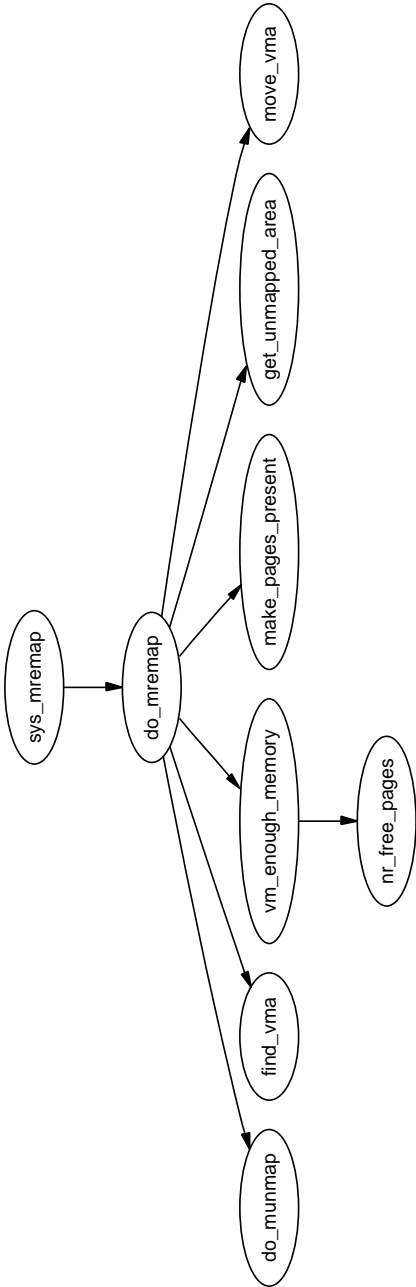 sys_mremap
do_mremap
do_munmap
find_vma
vm_enough_memory
make_pages_present
get_unmapped_area
move_vma
nr_free_pages